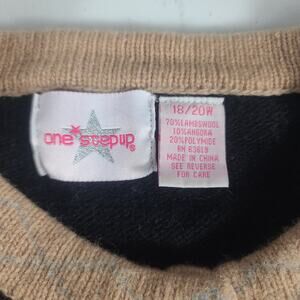 one step up®
18/20W
70%LAMBSWOOL
10%ANGORA
20%POLYMIDE
RN 83619
MADE IN CHINA
SEE REVERSE
FOR CARE